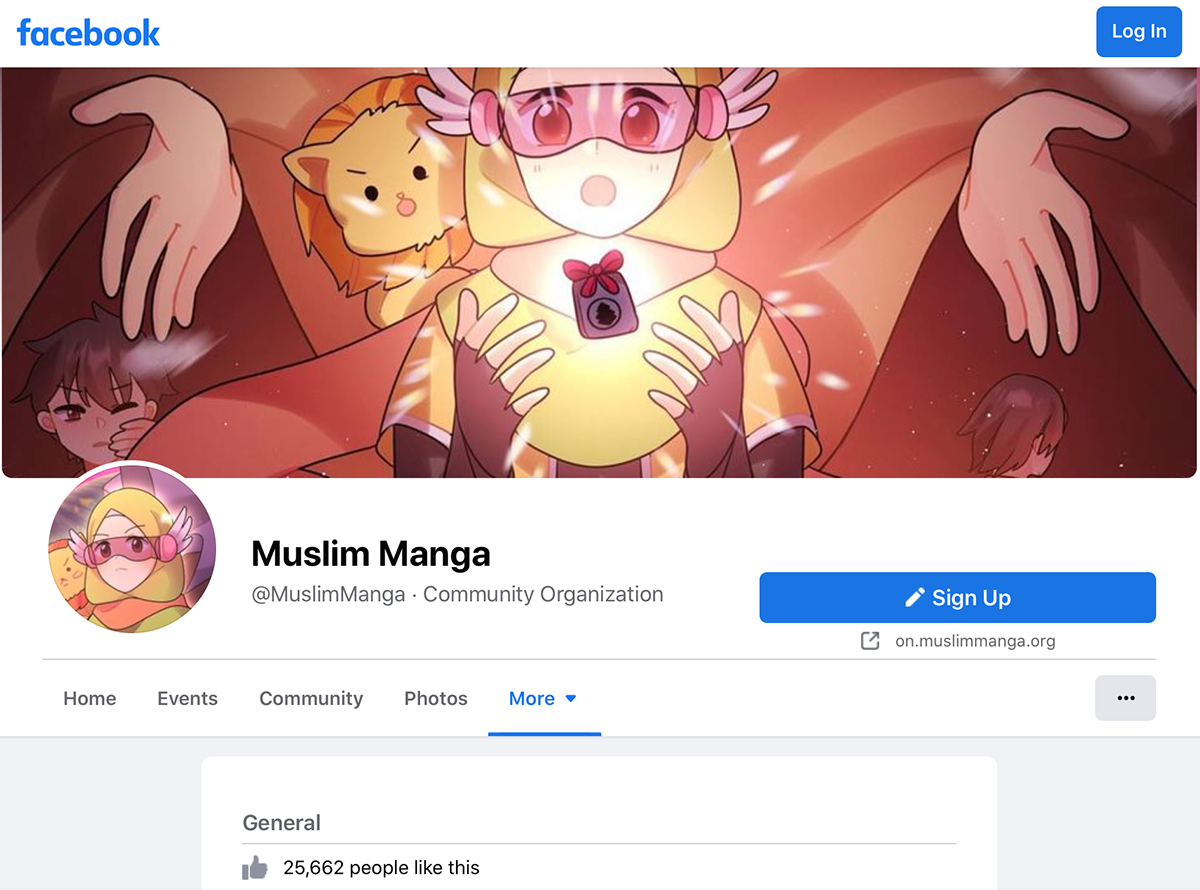 facebook
Log In
Muslim Manga
@MuslimManga · Community Organization
Sign Up
on.muslimmanga.org
Home
Events
Community
Photos
More
General
25,662 people like this